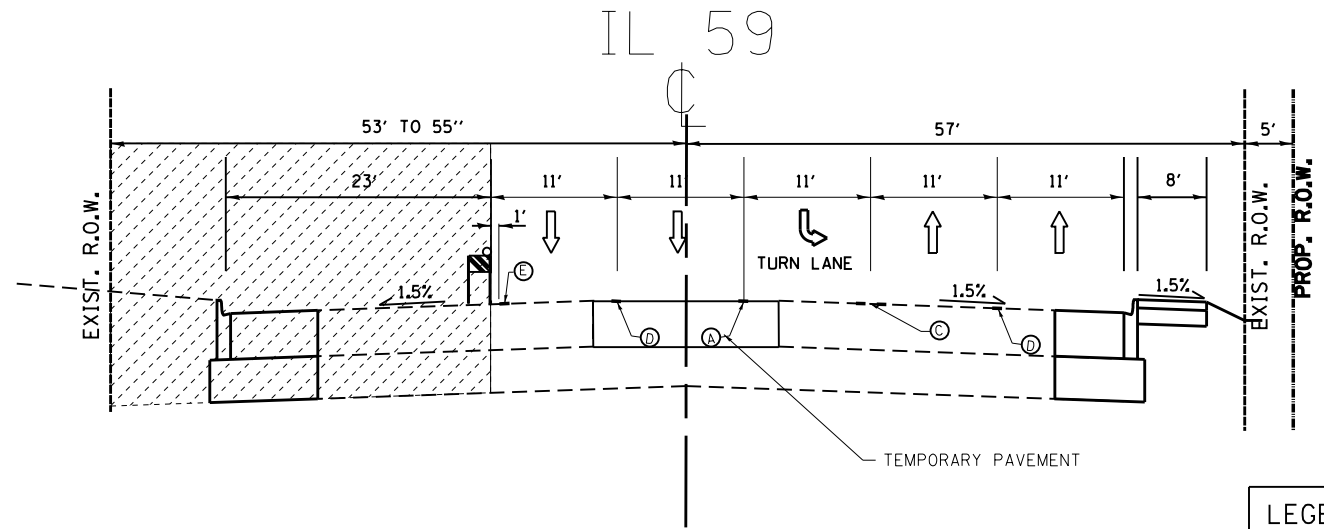 IL 59
℄
53' TO 55''
57'
5'
23'
11'
11
11'
11'
11'
8'
1'
TURN LANE
EXIST. R.O.W.
EXIST. R.O.W.
PROP. R.O.W.
E
1.5%
1.5%
1.5%
D
A
C
D
TEMPORARY PAVEMENT